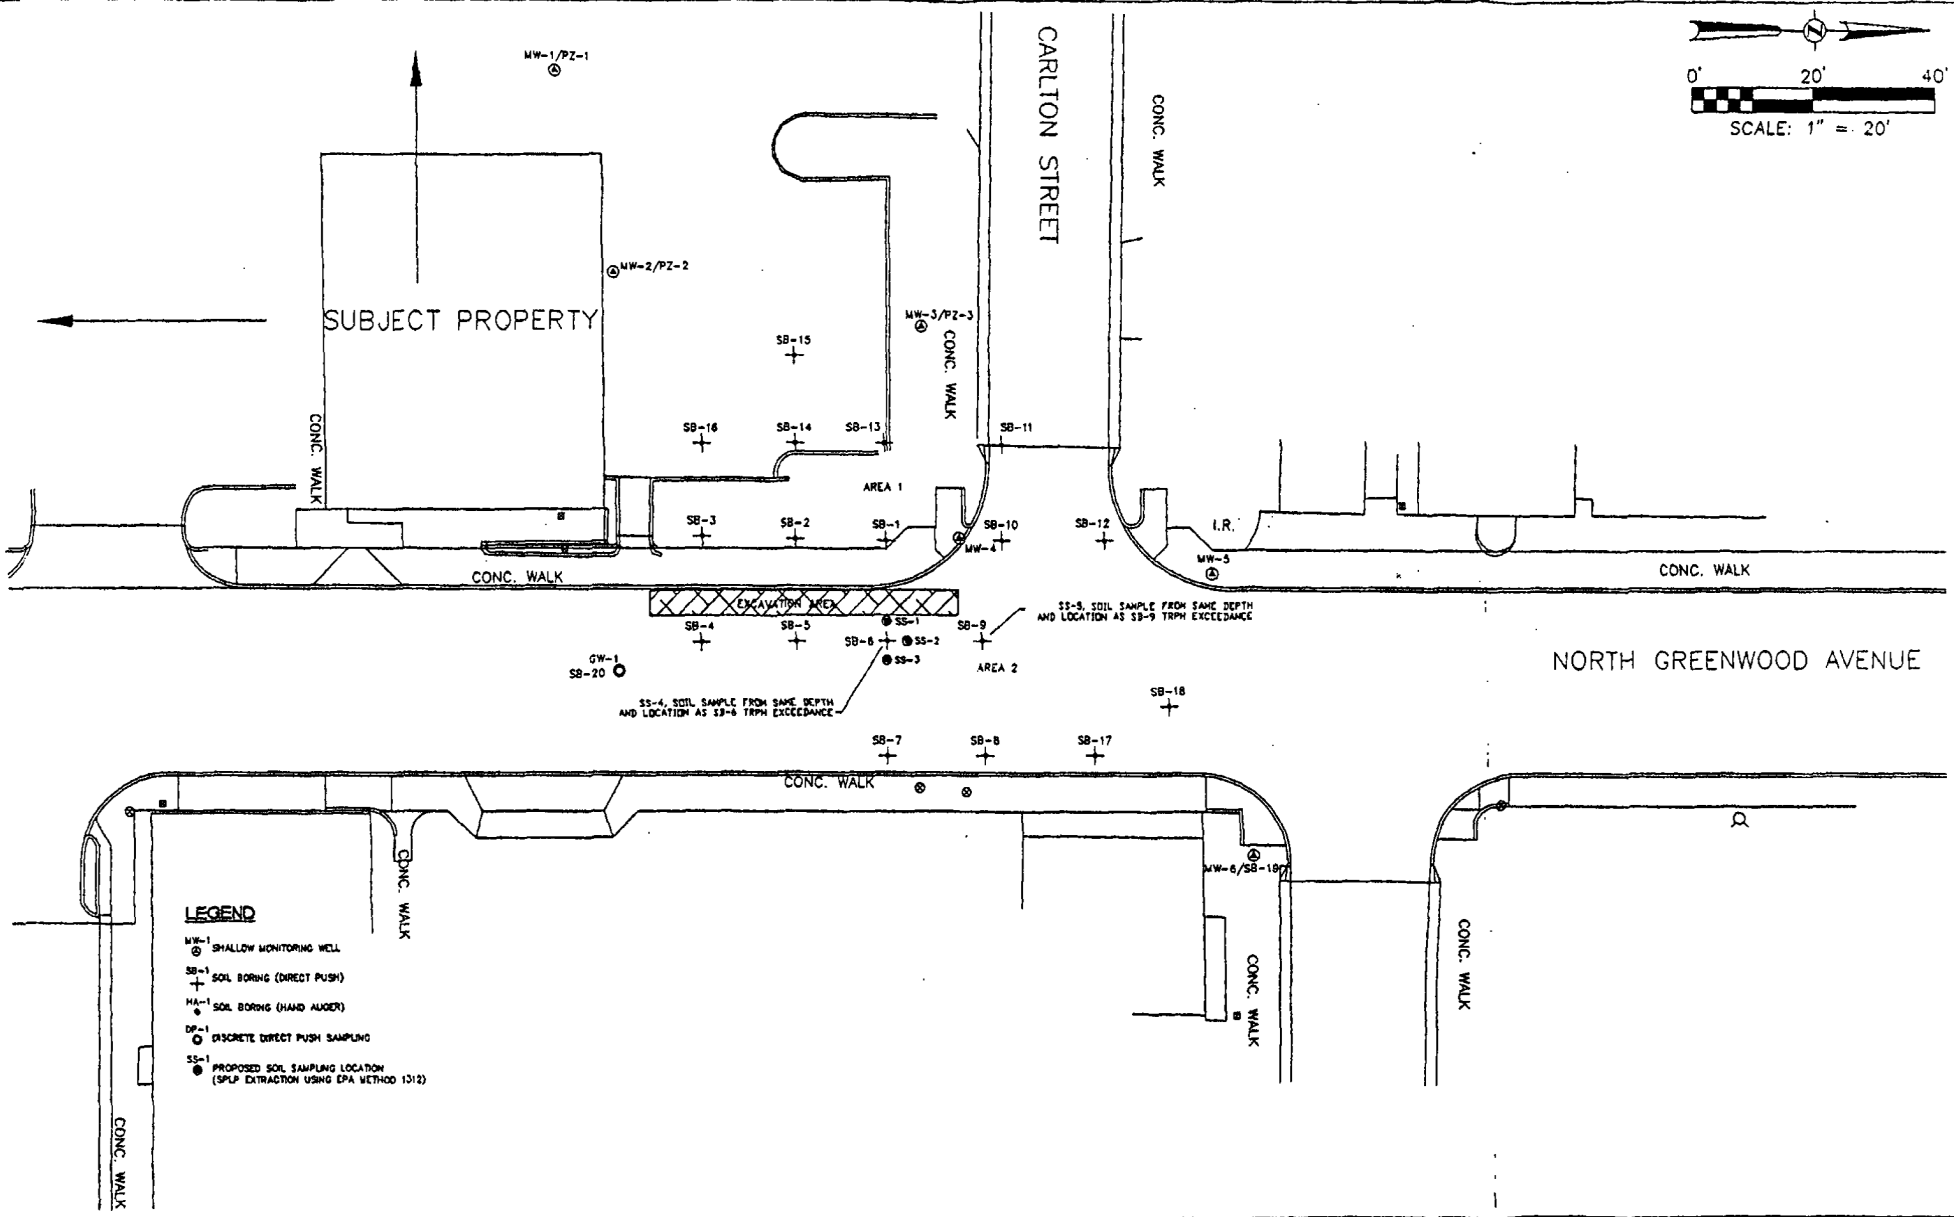 0' 20' 40'
SCALE: 1" = 20'
N
MW-1/PZ-1
CARLTON STREET
CONC. WALK
MW-2/PZ-2
SUBJECT PROPERTY
MW-3/PZ-3
CONC. WALK
SB-15
CONC. WALK
SB-16
SB-14
SB-13
SB-11
AREA 1
SB-3
SB-2
SB-1
SB-10
SB-12
I.R.
MW-4
MW-5
CONC. WALK
CONC. WALK
EXCAVATION AREA
SS-5, SOIL SAMPLE FROM SAME DEPTH
AND LOCATION AS SB-9 TRPH EXCEEDANCE
SB-4
SB-5
SS-1
SB-6
SS-2
SB-9
SS-3
AREA 2
GW-1
SB-20
NORTH GREENWOOD AVENUE
SS-4, SOIL SAMPLE FROM SAME DEPTH
AND LOCATION AS SB-6 TRPH EXCEEDANCE
SB-18
SB-7
SB-8
SB-17
CONC. WALK
CONC. WALK
MW-6/SB-19
CONC. WALK
CONC. WALK
LEGEND
MW-1 SHALLOW MONITORING WELL
SB-1 SOIL BORING (DIRECT PUSH)
HA-1 SOIL BORING (HAND AUGER)
DP-1 DISCRETE DIRECT PUSH SAMPLING
SS-1 PROPOSED SOIL SAMPLING LOCATION
(SPLP EXTRACTION USING EPA METHOD 1312)
CONC. WALK